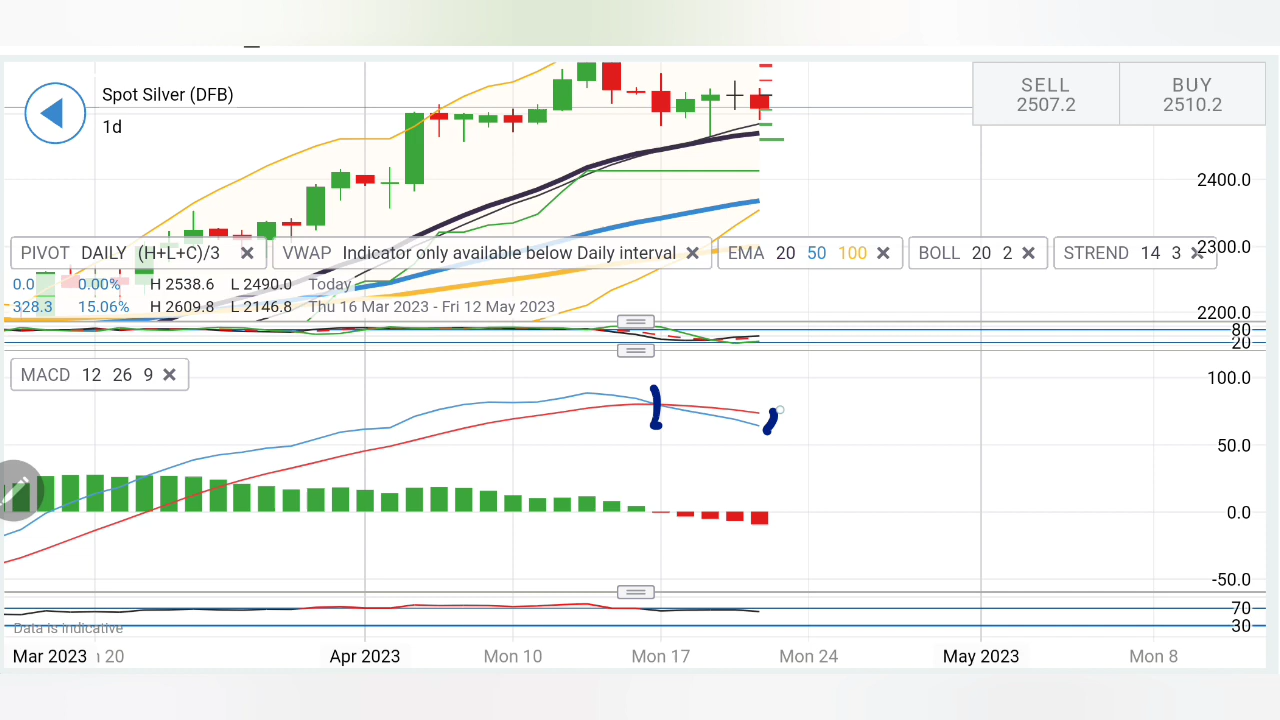 Spot Silver (DFB)
1d
SELL
2507.2
BUY
2510.2
2400.0
PIVOT DAILY (H+L+C)/3
VWAP Indicator only available below Daily interval
EMA 20 50 100
BOLL 20 2
STREND 14 3
2300.0
0.0 0.00% H 2538.6 L 2490.0 Today
328.3 15.06% H 2609.8 L 2146.8 Thu 16 Mar 2023 - Fri 12 May 2023
2200.0
80
20
MACD 12 26 9
100.0
50.0
0.0
-50.0
70
30
Data is indicative
Mar 2023 20 Apr 2023 Mon 10 Mon 17 Mon 24 May 2023 Mon 8